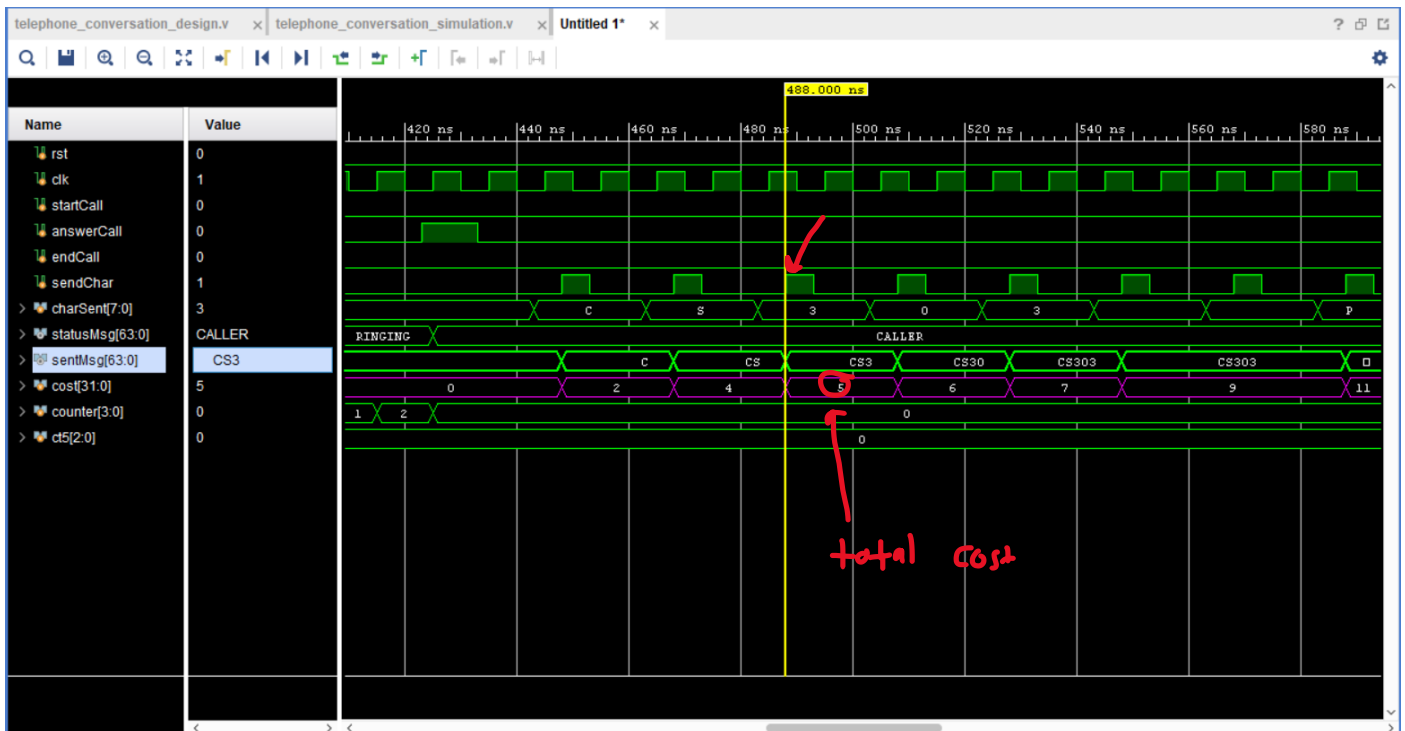 telephone_conversation_design.v × telephone_conversation_simulation.v × Untitled 1* × ?
488.000 ns
Name Value 420 ns 440 ns 460 ns 480 ns 500 ns 520 ns 540 ns 560 ns 580 ns
rst 0
clk 1
startCall 0
answerCall 0
endCall 0
sendChar 1
charSent[7:0] 3 C S 3 0 3 P
statusMsg[63:0] CALLER RINGING CALLER
sentMsg[63:0] CS3 C CS CS3 CS30 CS303 CS303
cost[31:0] 5 0 2 4 5 6 7 9 11
counter[3:0] 0 1 2 0
ct5[2:0] 0 0
total cost